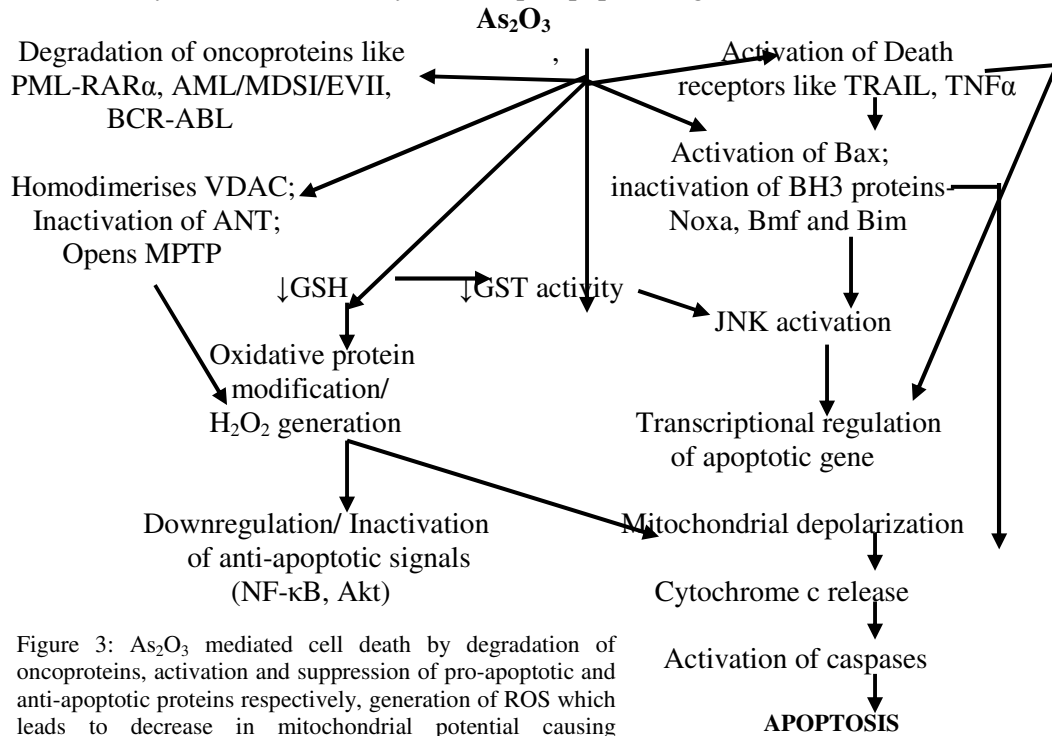 As₂O₃
Degradation of oncoproteins like
PML-RARα, AML/MDSI/EVII,
BCR-ABL
,
Activation of Death
receptors like TRAIL, TNFα
Activation of Bax;
inactivation of BH3 proteins-
Noxa, Bmf and Bim
Homodimerises VDAC;
Inactivation of ANT;
Opens MPTP
↓GSH
↓GST activity
JNK activation
Oxidative protein
modification/
H₂O₂ generation
Transcriptional regulation
of apoptotic gene
Downregulation/ Inactivation
of anti-apoptotic signals
(NF-κB, Akt)
Mitochondrial depolarization
Cytochrome c release
Activation of caspases
APOPTOSIS
Figure 3: As₂O₃ mediated cell death by degradation of
oncoproteins, activation and suppression of pro-apoptotic and
anti-apoptotic proteins respectively, generation of ROS which
leads to decrease in mitochondrial potential causing